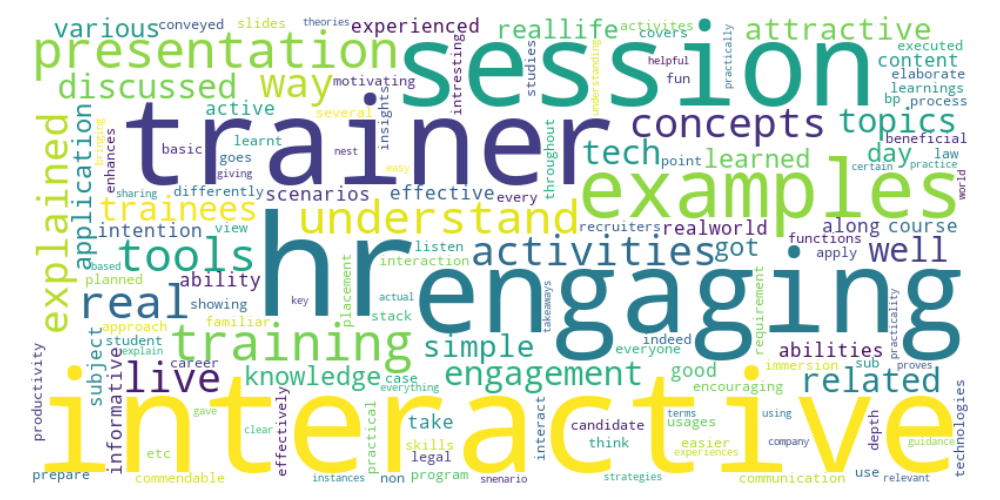 various
conveyed
slides
theories
experienced
reallife
activites
covers
attractive
presentation
session
way
motivating
intresting
studies
understanding
helpful
fun
practically
executed
content
elaborate
learnings
bp
process
discussed
active
several
insights
trainer
concepts
topics
beneficial
explained
application
bringing
enhances
basic
learnt
goes
giving
nest
easy
throughout
tech
point
learned
day
law
certain
practice
sharing
differently
scenarios
effective
every
examples
world
trainees
understand
recruiters
realworld
along
course
intention
view
hr
listen
interaction
activities
got
functions
apply
well
tools
based
planned
ability
engaging
real
showing
key
placement
actual
stack
takeaways
requirement
practicality
approach
familiar
student
explain
training
simple
everyone
indeed
abilities
productivity
subject
informative
live
career
knowledge
case
everything
engagement
good
encouraging
immersion
sub
proves
related
interactive
gave
clear
etc
effectively
practical
take
skills
legal
interact
candidate
think
terms
usages
easier
experiences
using
company
depth
guidance
technologies
prepare
commendable
instances
non
program
snenario
strategies
communication
use
relevant